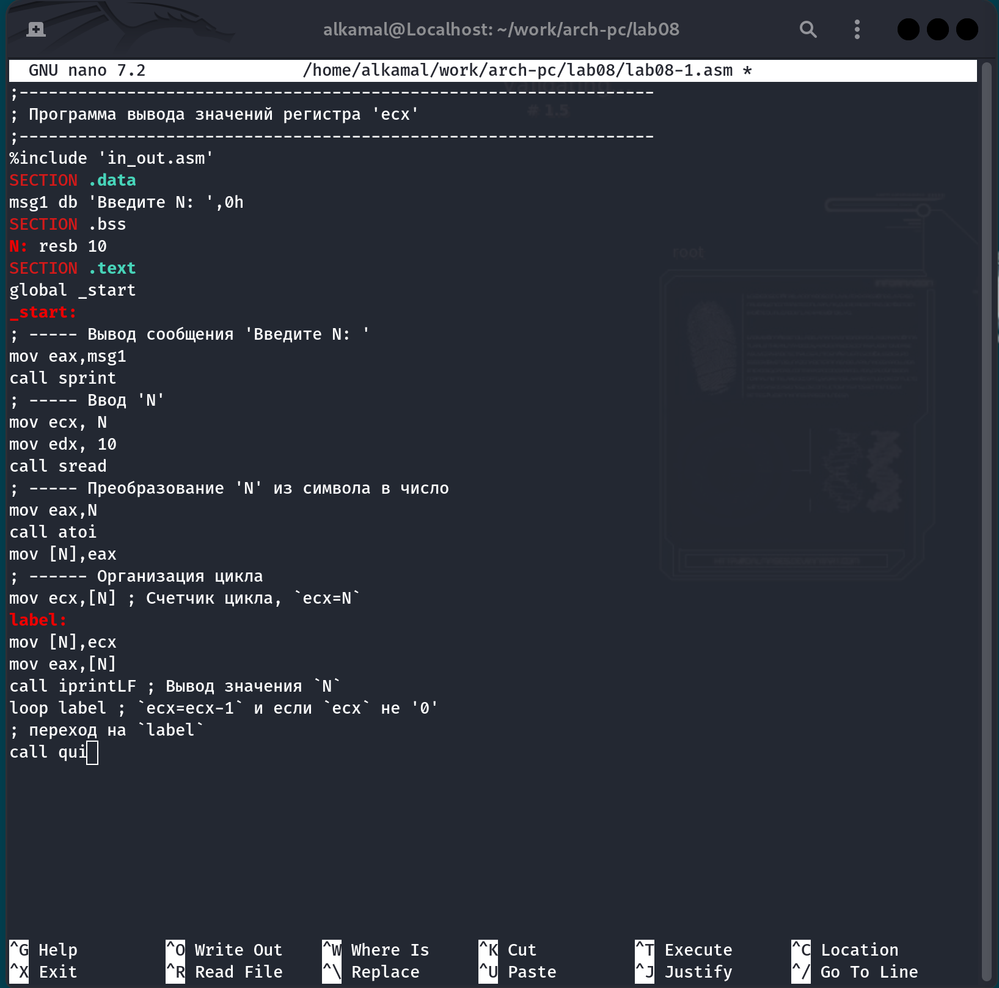 alkamal@Localhost: ~/work/arch-pc/lab08
GNU nano 7.2 /home/alkamal/work/arch-pc/lab08/lab08-1.asm *
;-----------------------------------------------------------------
; Программа вывода значений регистра 'ecx'
;-----------------------------------------------------------------
%include 'in_out.asm'
SECTION .data
msg1 db 'Введите N: ',0h
SECTION .bss
N: resb 10
SECTION .text
global _start
_start:
; ----- Вывод сообщения 'Введите N: '
mov eax,msg1
call sprint
; ----- Ввод 'N'
mov ecx, N
mov edx, 10
call sread
; ----- Преобразование 'N' из символа в число
mov eax,N
call atoi
mov [N],eax
; ------ Организация цикла
mov ecx,[N] ; Счетчик цикла, `ecx=N`
label:
mov [N],ecx
mov eax,[N]
call iprintLF ; Вывод значения `N`
loop label ; `ecx=ecx-1` и если `ecx` не '0'
; переход на `label`
call qui
^G Help ^O Write Out ^W Where Is ^K Cut ^T Execute ^C Location
^X Exit ^R Read File ^\ Replace ^U Paste ^J Justify ^/ Go To Line
# 1.5
root